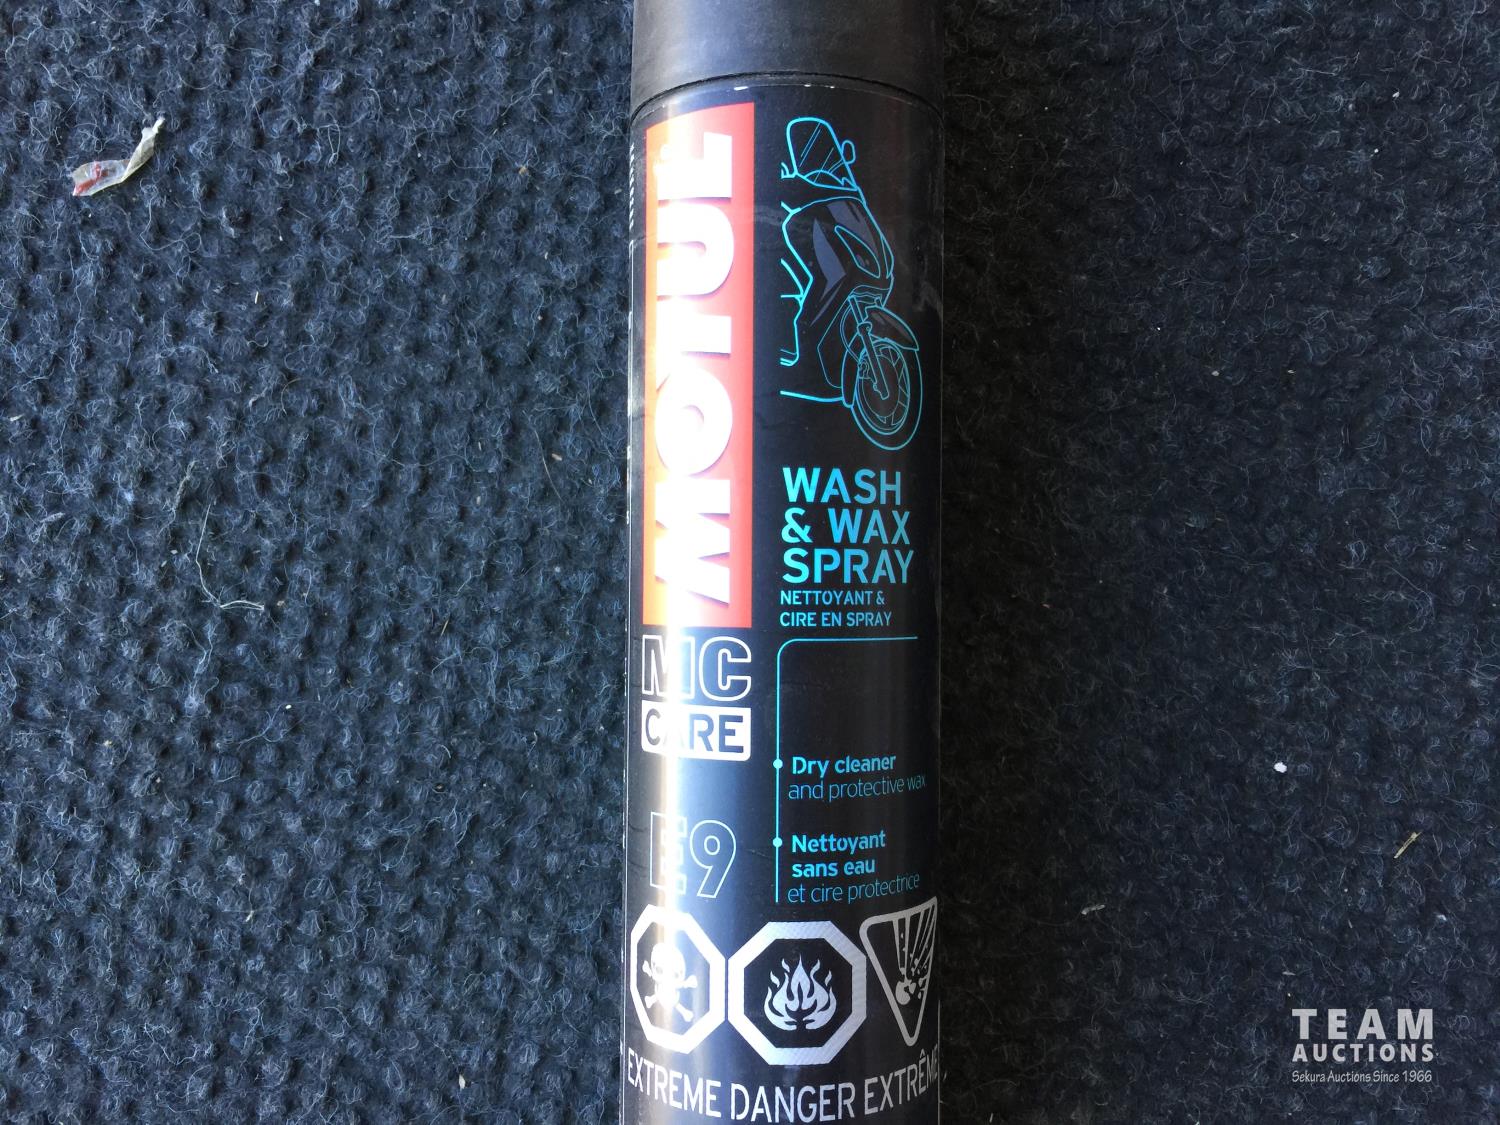 MOTUL
MC
CARE
E9
WASH
& WAX
SPRAY
NETTOYANT &
CIRE EN SPRAY
Dry cleaner
and protective wax
Nettoyant
sans eau
et cire protectrice
EXTREME DANGER EXTRÊME
TEAM
AUCTIONS
Sekura Auctions Since 1966